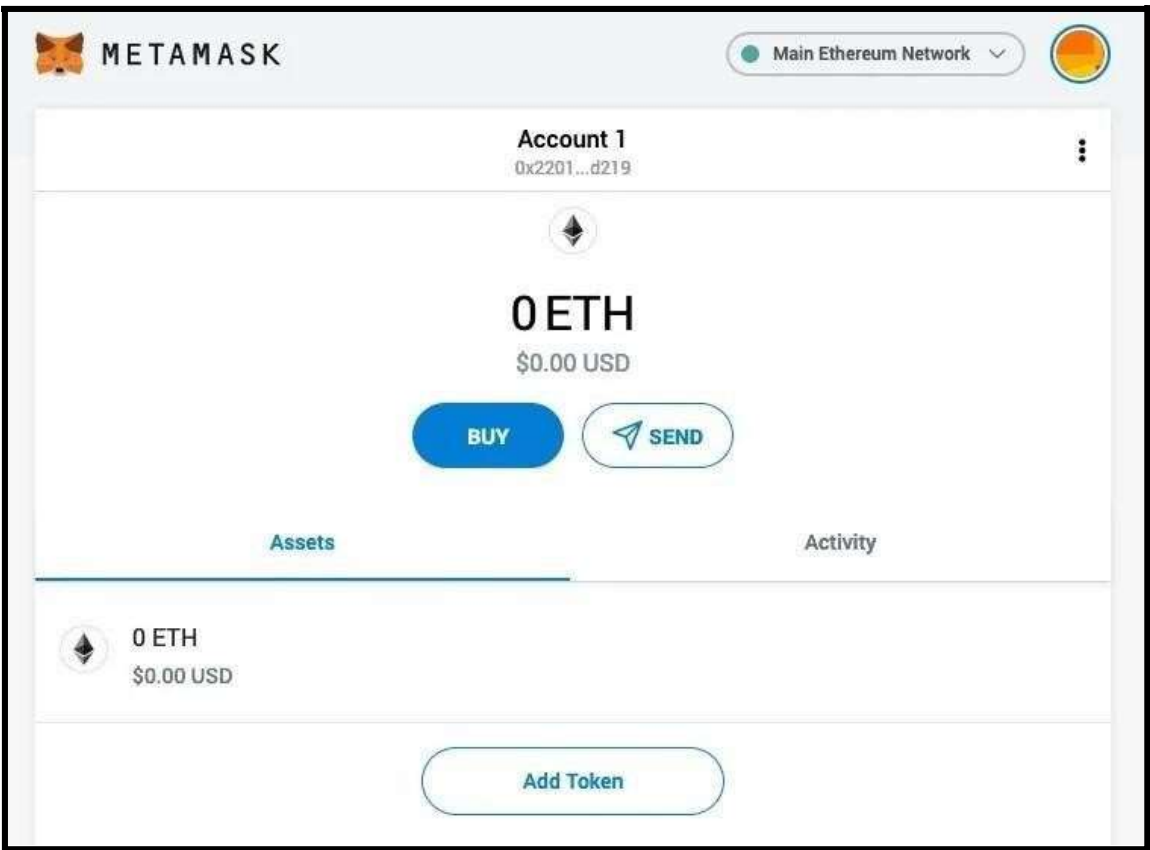 METAMASK
Main Ethereum Network
Account 1
0x2201...d219
0 ETH
$0.00 USD
BUY
SEND
Assets
Activity
0 ETH
$0.00 USD
Add Token